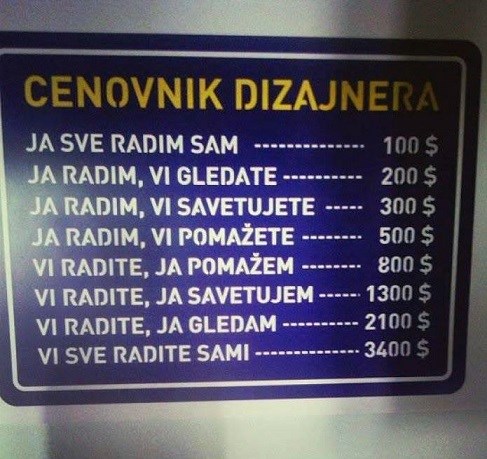 CENOVNIK DIZAJNERA
JA SVE RADIM SAM -------------- 100 $
JA RADIM, VI GLEDATE ---------- 200 $
JA RADIM, VI SAVETUJETE ----- 300 $
JA RADIM, VI POMAŽETE ------- 500 $
VI RADITE, JA POMAŽEM -------- 800 $
VI RADITE, JA SAVETUJEM ----- 1300 $
VI RADITE, JA GLEDAM ---------- 2100 $
VI SVE RADITE SAMI -------------- 3400 $